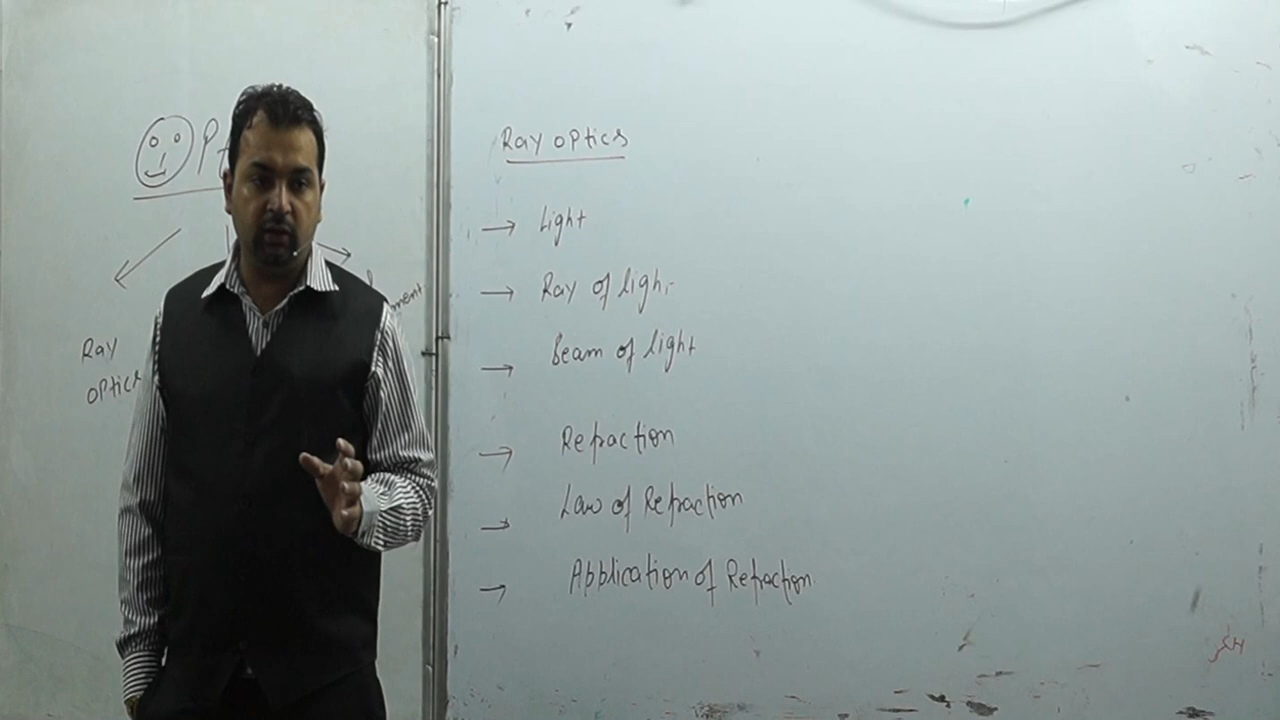 Ray
optics
Ray optics
Light
Ray of light
Beam of light
Refraction
Law of Refraction
Application of Refraction